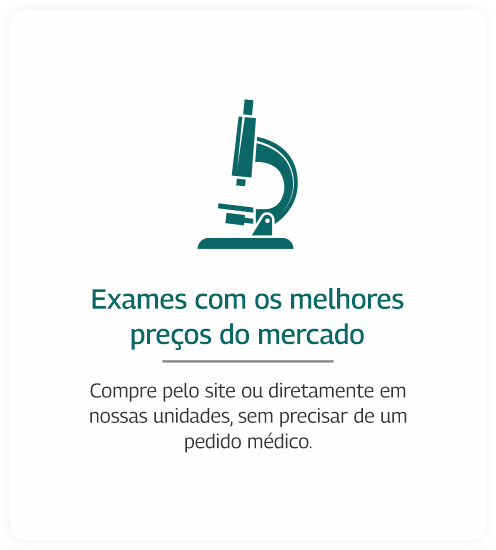 Exames com os melhores
preços do mercado
Compre pelo site ou diretamente em
nossas unidades, sem precisar de um
pedido médico.